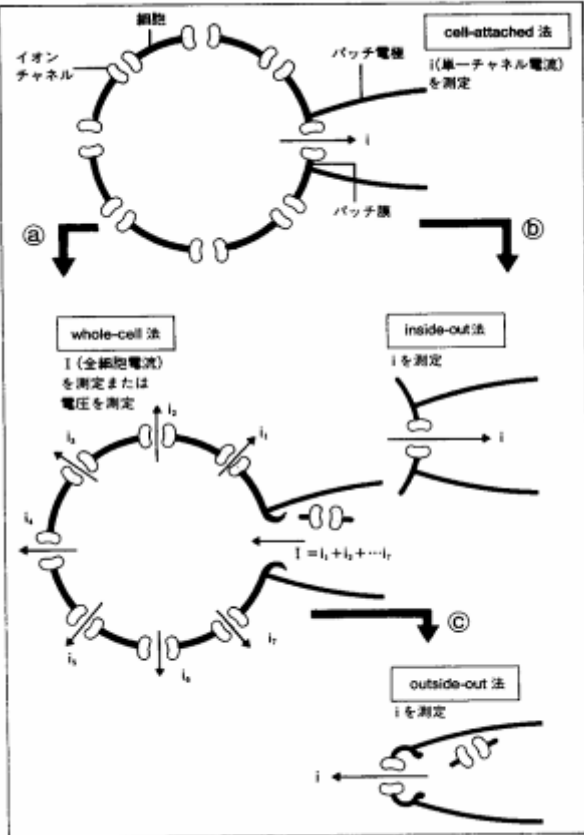 細胞
イオン
チャネル
パッチ電極
cell-attached 法
i(単一チャネル電流)
を測定
i
パッチ膜
ⓐ
ⓑ
whole-cell 法
I (全細胞電流)
を測定または
電圧を測定
inside-out法
i を測定
i
i₂
i₃
i₁
i₄
I = i₁ + i₂ + ⋯i₇
i₅
i₆
i₇
ⓒ
outside-out 法
i を測定
i